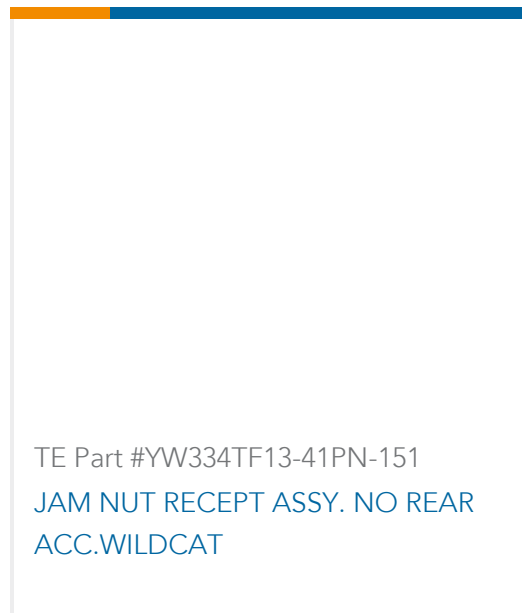 TE Part #YW334TF13-41PN-151
JAM NUT RECEPT ASSY. NO REAR
ACC.WILDCAT